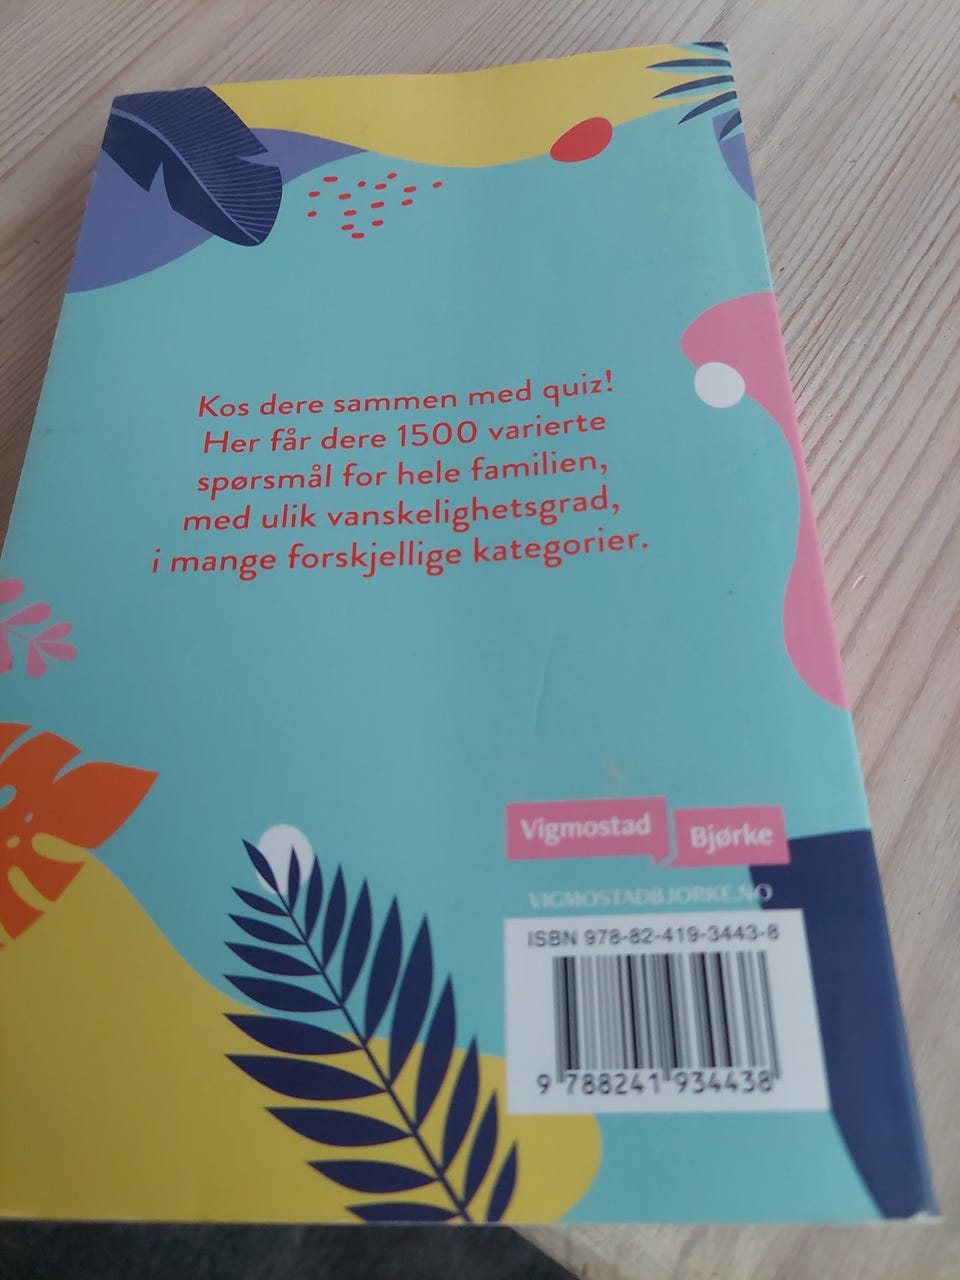 Kos dere sammen med quiz!
Her får dere 1500 varierte
spørsmål for hele familien,
med ulik vanskelighetsgrad,
i mange forskjellige kategorier.
Vigmostad
Bjørke
VIGMOSTADBJORKE.NO
ISBN 978-82-419-3443-8
9 788241 934438